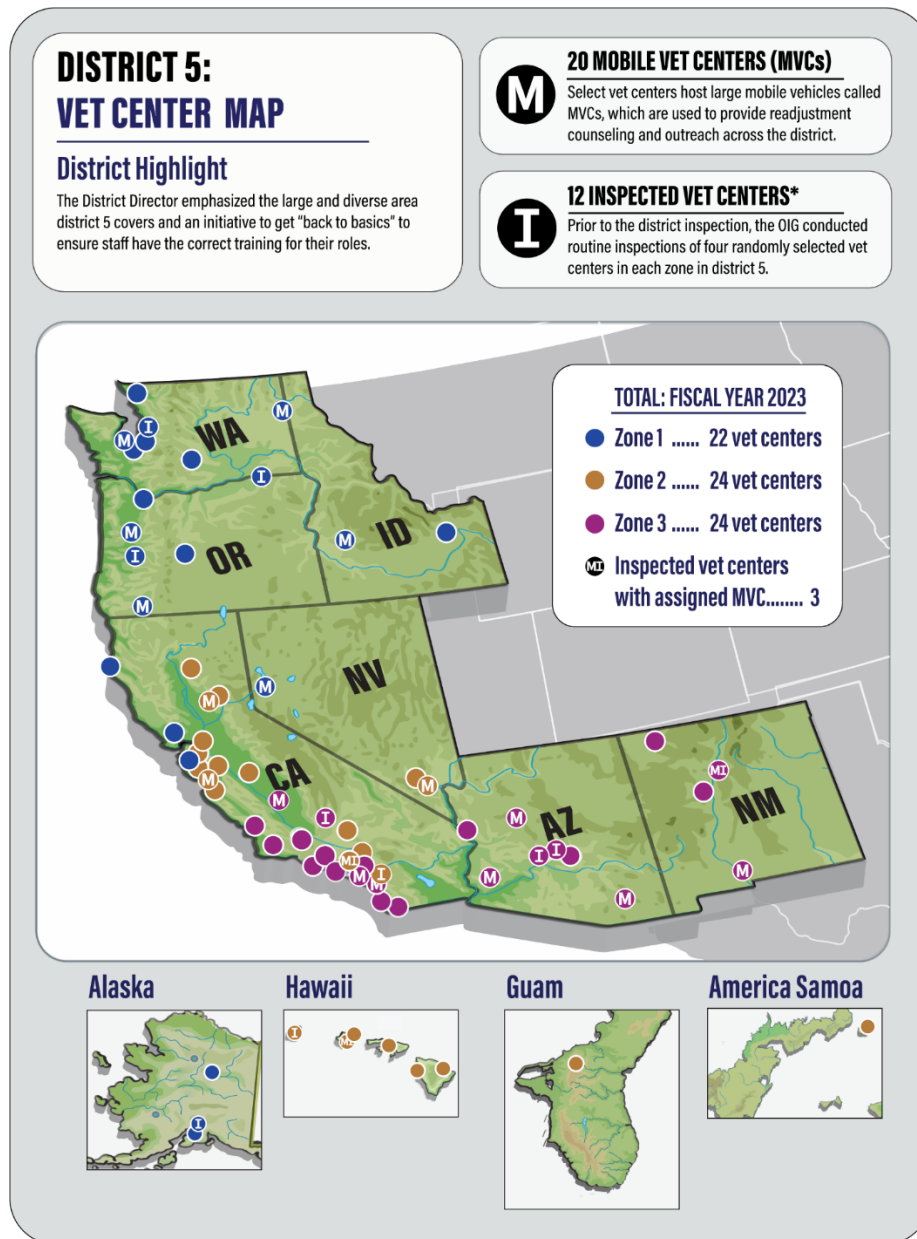 DISTRICT 5:
VET CENTER MAP
District Highlight
The District Director emphasized the large and diverse area
district 5 covers and an initiative to get “back to basics” to
ensure staff have the correct training for their roles.
M
20 MOBILE VET CENTERS (MVCs)
Select vet centers host large mobile vehicles called
MVCs, which are used to provide readjustment
counseling and outreach across the district.
I
12 INSPECTED VET CENTERS*
Prior to the district inspection, the OIG conducted
routine inspections of four randomly selected vet
centers in each zone in district 5.
TOTAL: FISCAL YEAR 2023
Zone 1 ...... 22 vet centers
Zone 2 ...... 24 vet centers
Zone 3 ...... 24 vet centers
MI Inspected vet centers
with assigned MVC........ 3
M
I
M
WA
I
M
I
OR
M
ID
M
M
M
NV
M
CA
M
I
MI
I
M
M
M
M
AZ
I
I
M
M
MI
NM
M
Alaska
I
Hawaii
I
MI
Guam
America Samoa